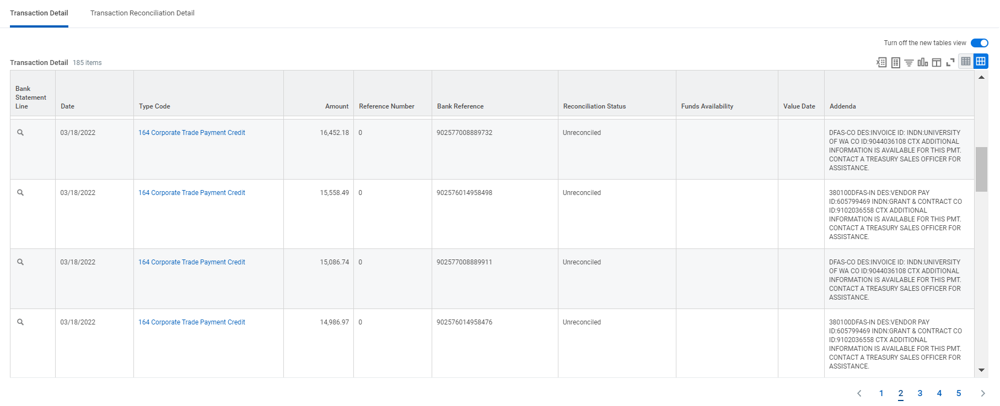 Transaction Detail
Transaction Reconciliation Detail
Turn off the new tables view
Transaction Detail 185 items
Bank
Statement
Line
Date
Type Code
Amount
Reference Number
Bank Reference
Reconciliation Status
Funds Availability
Value Date
Addenda
03/18/2022
164 Corporate Trade Payment Credit
16,452.18
0
902577008889732
Unreconciled
DFAS-CO DES:INVOICE ID: INDN:UNIVERSITY
OF WA CO ID:9044036108 CTX ADDITIONAL
INFORMATION IS AVAILABLE FOR THIS PMT.
CONTACT A TREASURY SALES OFFICER FOR
ASSISTANCE.
03/18/2022
164 Corporate Trade Payment Credit
15,558.49
0
902576014958498
Unreconciled
380100DFAS-IN DES:VENDOR PAY
ID:605799469 INDN:GRANT & CONTRACT CO
ID:9102036558 CTX ADDITIONAL
INFORMATION IS AVAILABLE FOR THIS PMT.
CONTACT A TREASURY SALES OFFICER FOR
ASSISTANCE.
03/18/2022
164 Corporate Trade Payment Credit
15,086.74
0
902577008889911
Unreconciled
DFAS-CO DES:INVOICE ID: INDN:UNIVERSITY
OF WA CO ID:9044036108 CTX ADDITIONAL
INFORMATION IS AVAILABLE FOR THIS PMT.
CONTACT A TREASURY SALES OFFICER FOR
ASSISTANCE.
03/18/2022
164 Corporate Trade Payment Credit
14,986.97
0
902576014958476
Unreconciled
380100DFAS-IN DES:VENDOR PAY
ID:605799469 INDN:GRANT & CONTRACT CO
ID:9102036558 CTX ADDITIONAL
INFORMATION IS AVAILABLE FOR THIS PMT.
CONTACT A TREASURY SALES OFFICER FOR
ASSISTANCE.
1 2 3 4 5